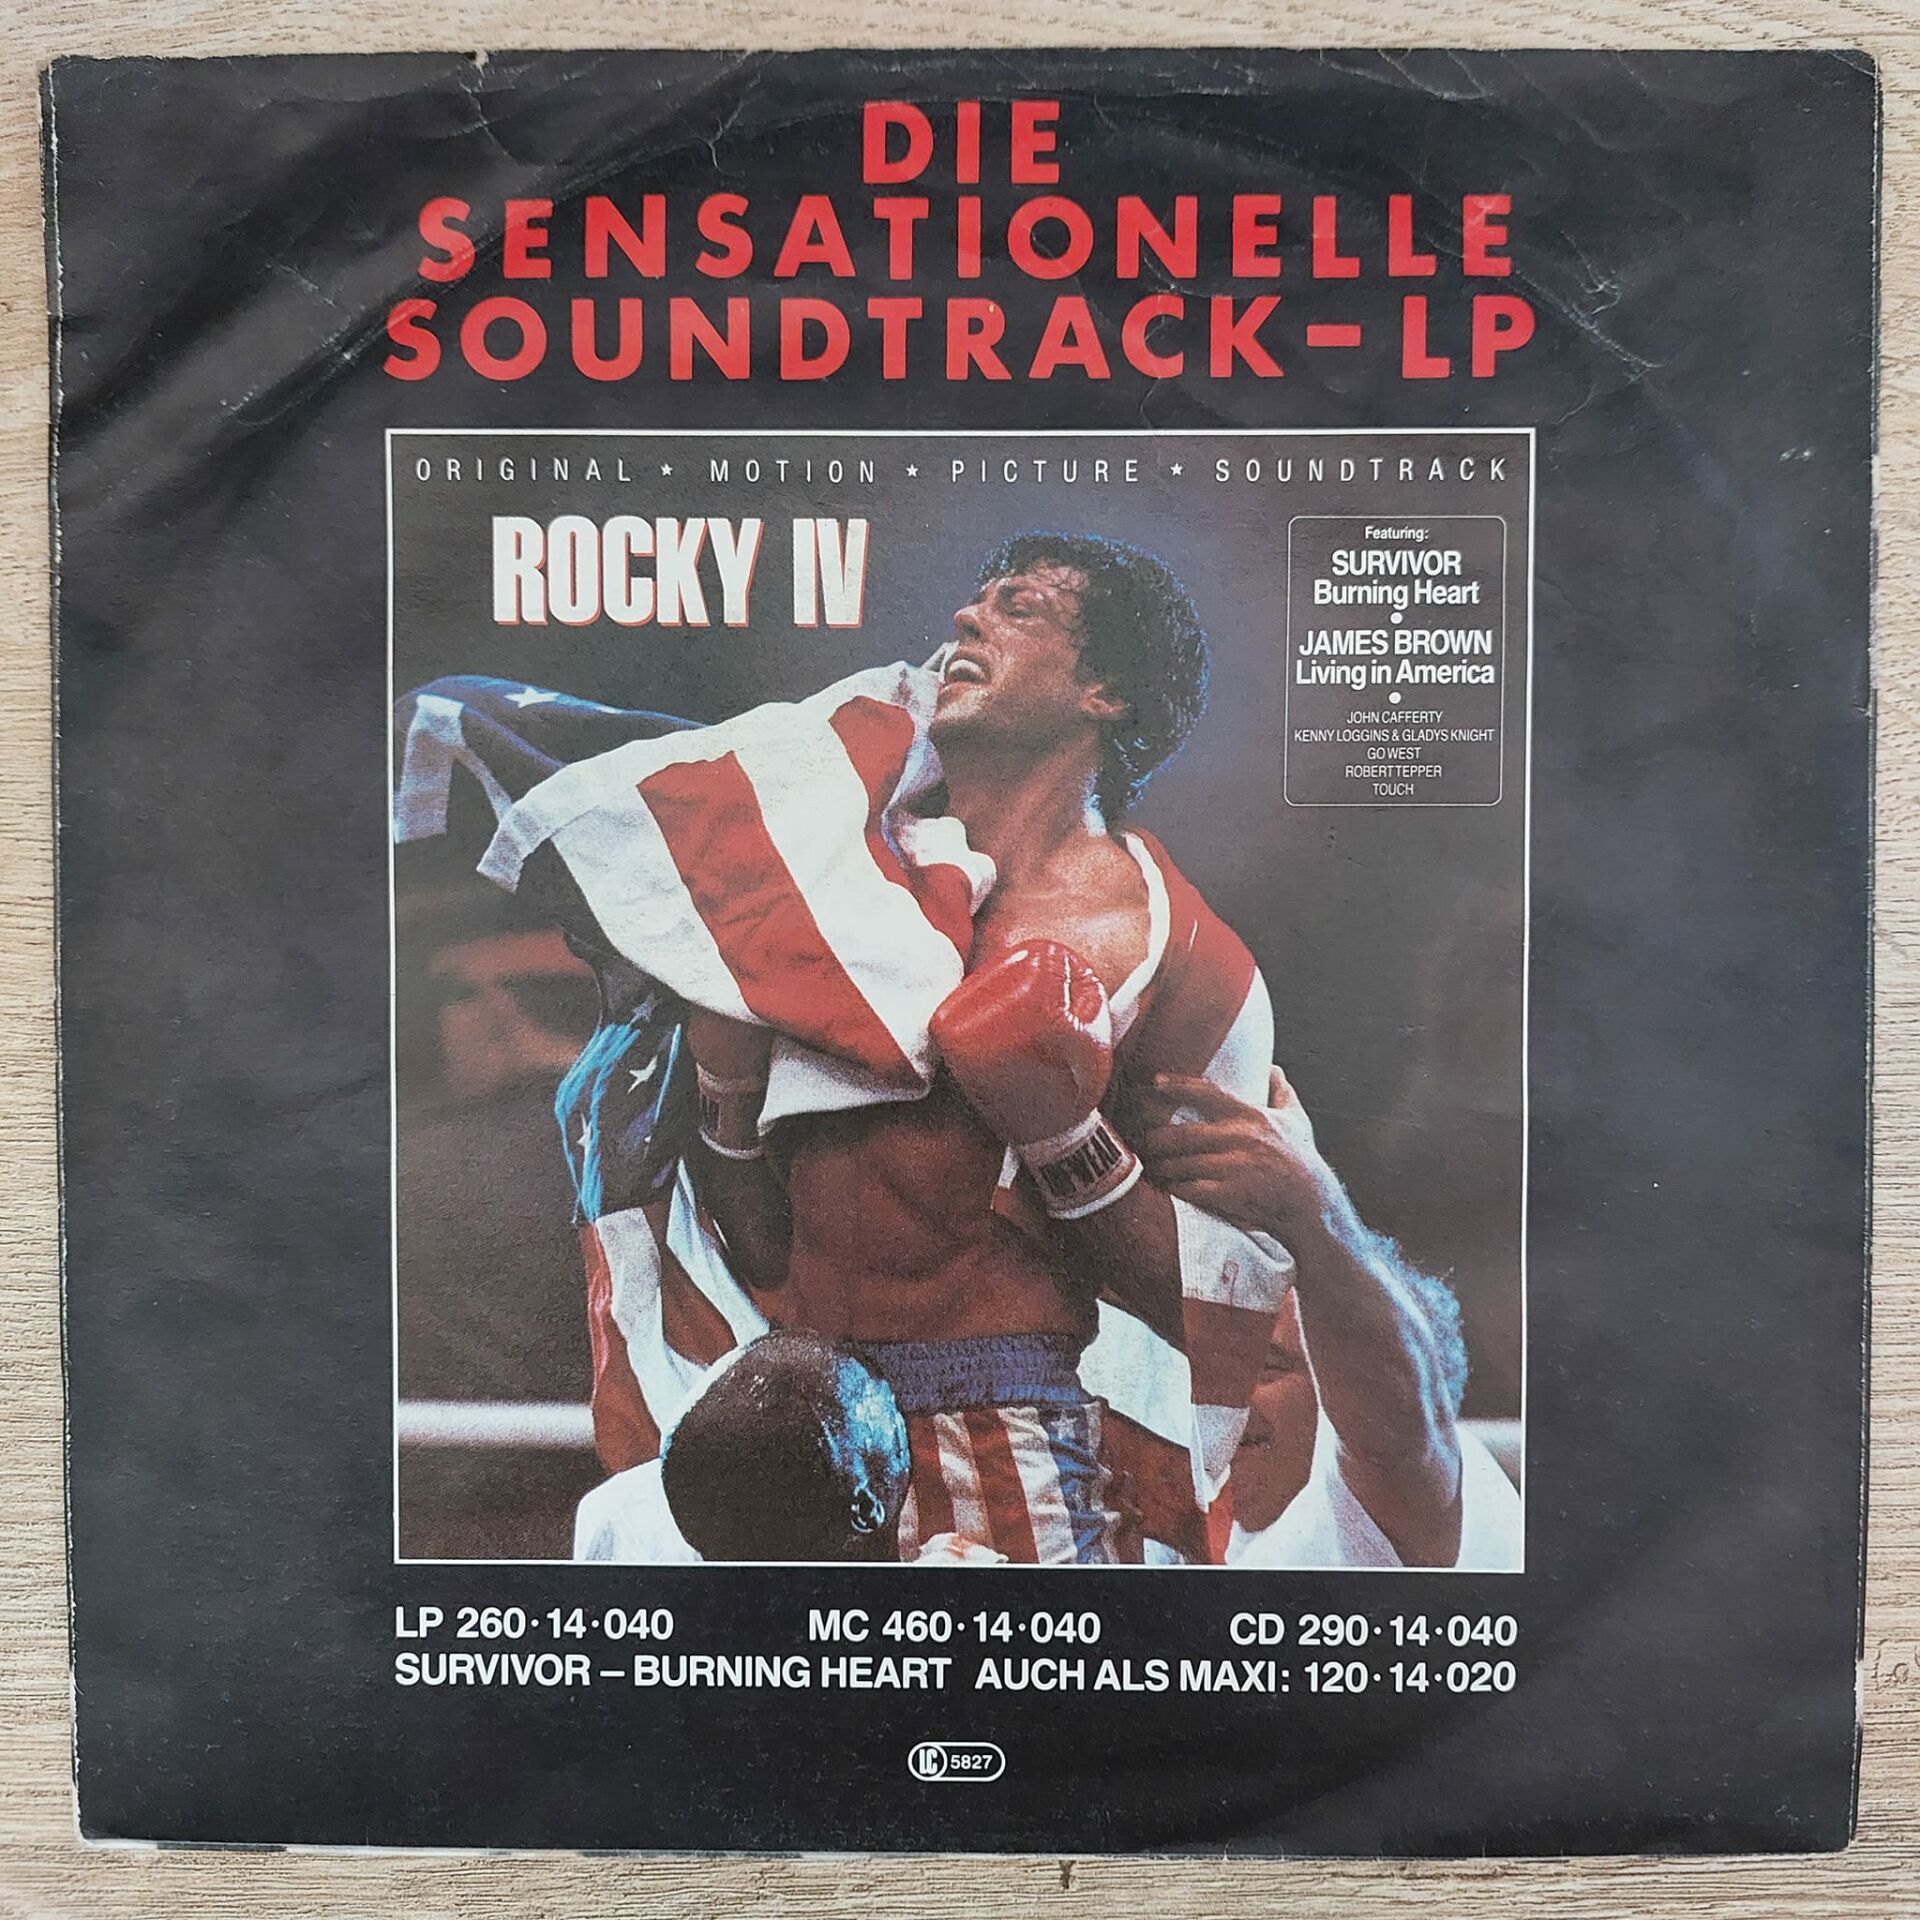 DIE
SENSATIONELLE
SOUNDTRACK-LP
ORIGINAL ★ MOTION ★ PICTURE ★ SOUNDTRACK
ROCKY IV
Featuring:
SURVIVOR
Burning Heart
•
JAMES BROWN
Living in America
•
JOHN CAFFERTY
KENNY LOGGINS & GLADYS KNIGHT
GO WEST
ROBERT TEPPER
TOUCH
LP 260·14·040 MC 460·14·040 CD 290·14·040
SURVIVOR – BURNING HEART AUCH ALS MAXI: 120·14·020
LC 5827